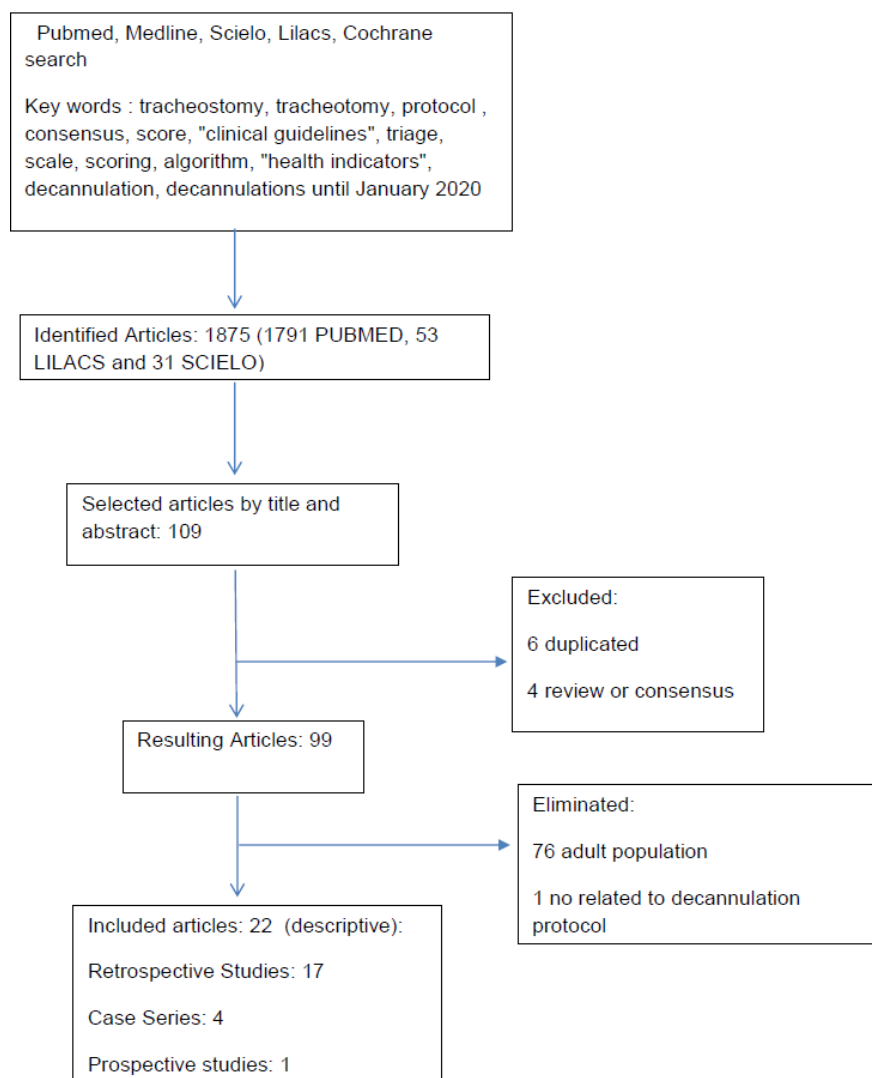 Pubmed, Medline, Scielo, Lilacs, Cochrane
search
Key words : tracheostomy, tracheotomy, protocol ,
consensus, score, "clinical guidelines", triage,
scale, scoring, algorithm, "health indicators",
decannulation, decannulations until January 2020
Identified Articles: 1875 (1791 PUBMED, 53
LILACS and 31 SCIELO)
Selected articles by title and
abstract: 109
Excluded:
6 duplicated
4 review or consensus
Resulting Articles: 99
Eliminated:
76 adult population
1 no related to decannulation
protocol
Included articles: 22 (descriptive):
Retrospective Studies: 17
Case Series: 4
Prospective studies: 1